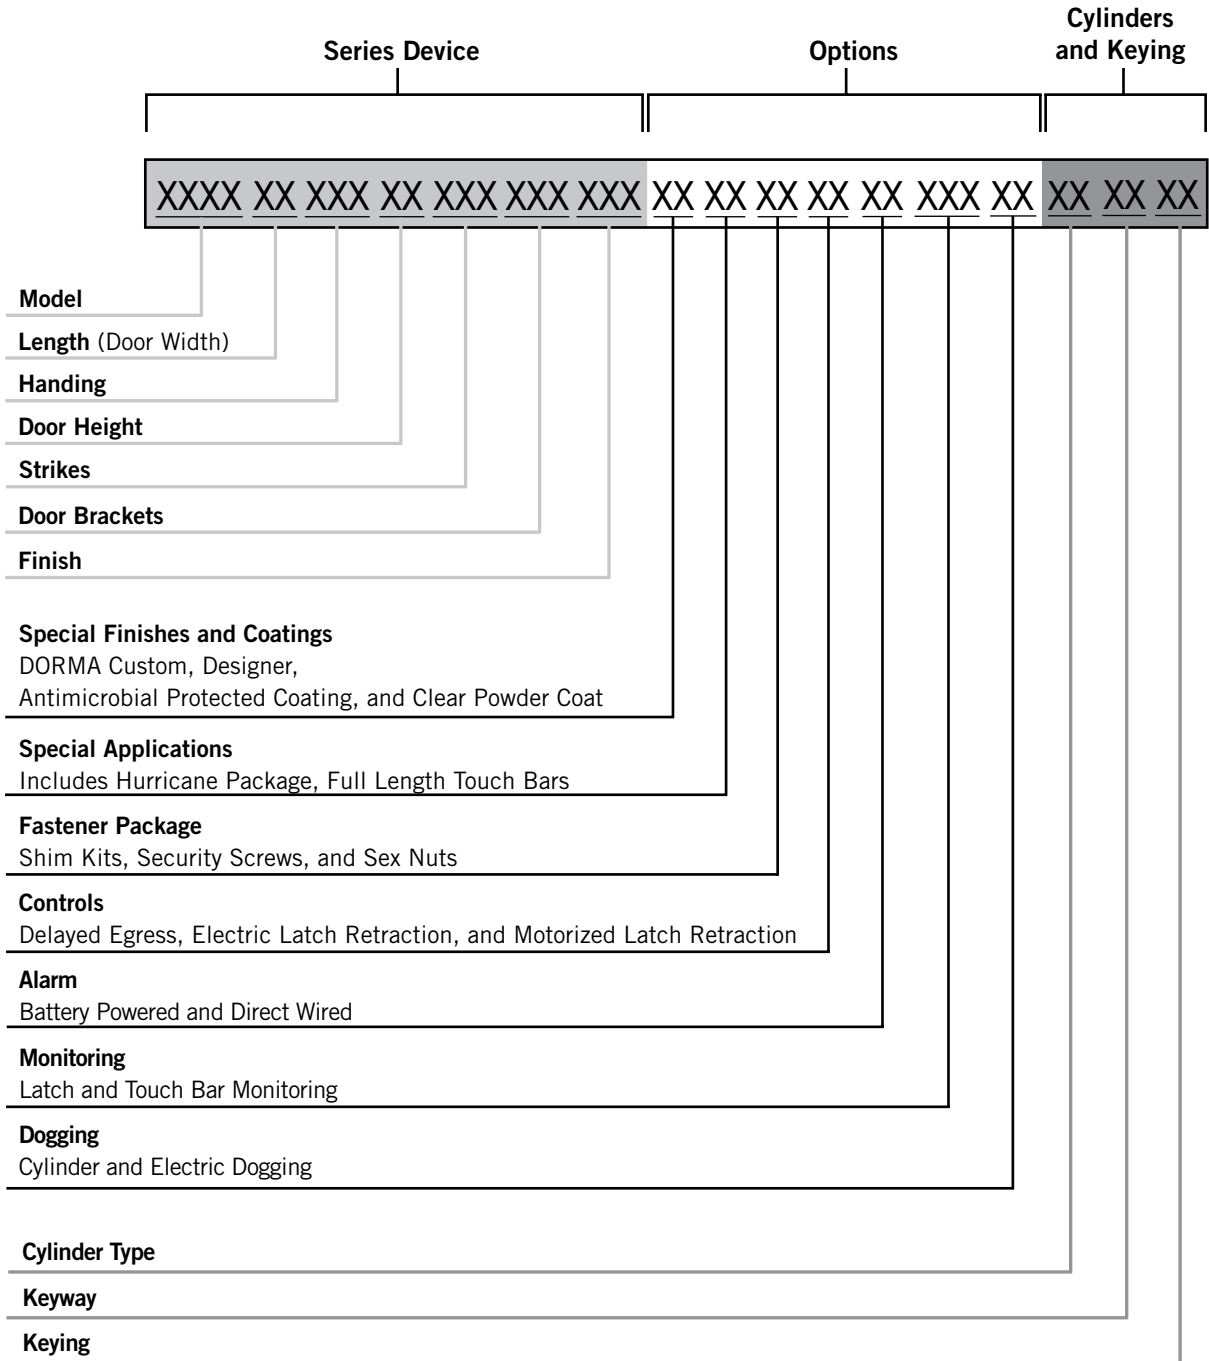 Cylinders
Series Device Options and Keying
XXXX XX XXX XX XXX XXX XXX XX XX XX XX XX XXX XX XX XX XX
Model
Length (Door Width)
Handing
Door Height
Strikes
Door Brackets
Finish
Special Finishes and Coatings
DORMA Custom, Designer,
Antimicrobial Protected Coating, and Clear Powder Coat
Special Applications
Includes Hurricane Package, Full Length Touch Bars
Fastener Package
Shim Kits, Security Screws, and Sex Nuts
Controls
Delayed Egress, Electric Latch Retraction, and Motorized Latch Retraction
Alarm
Battery Powered and Direct Wired
Monitoring
Latch and Touch Bar Monitoring
Dogging
Cylinder and Electric Dogging
Cylinder Type
Keyway
Keying